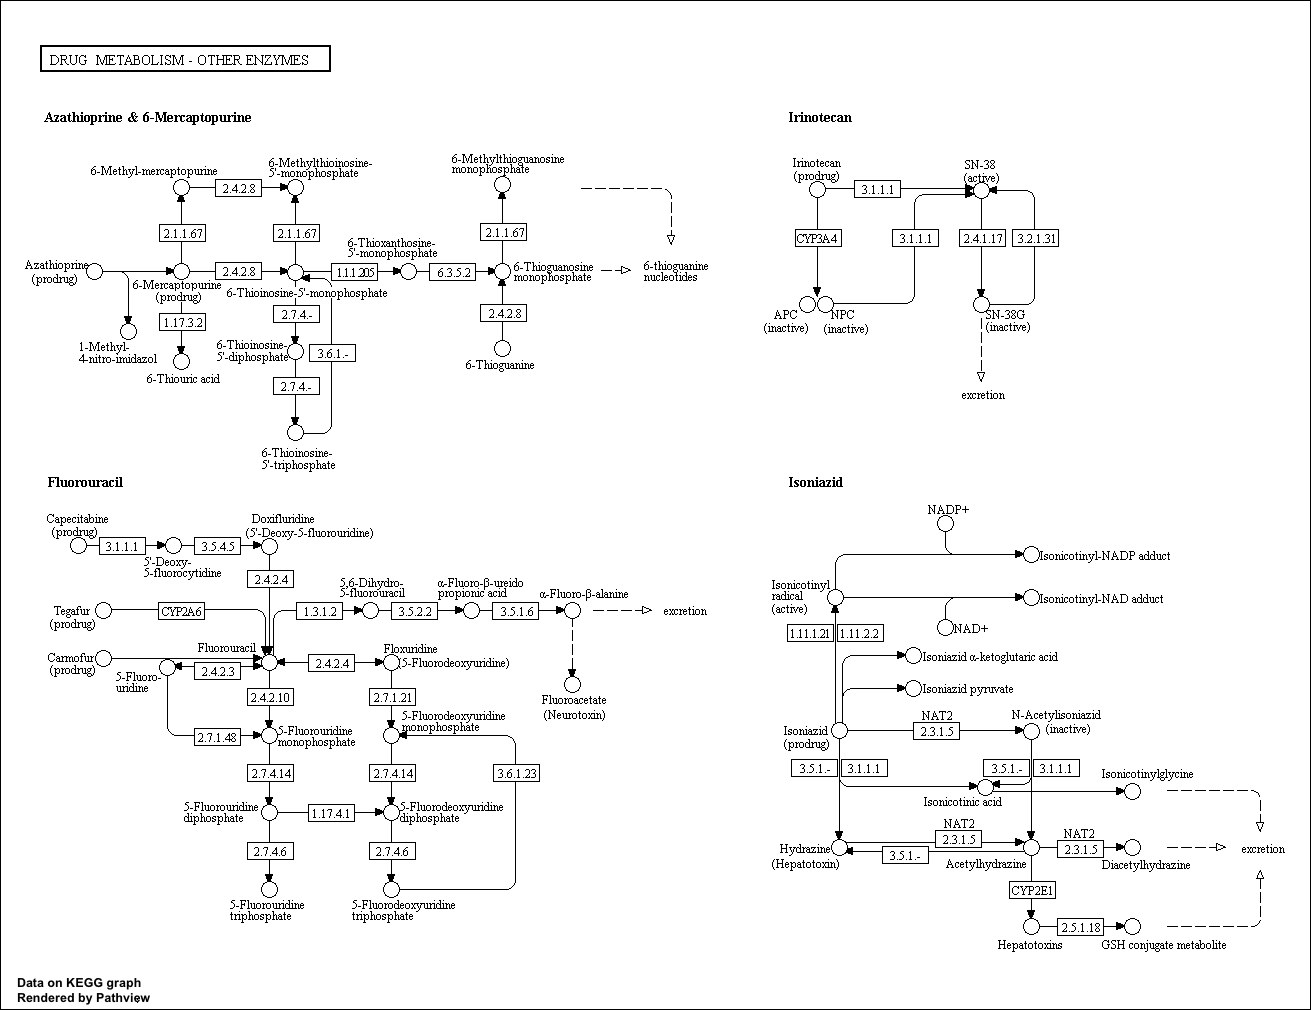 DRUG METABOLISM - OTHER ENZYMES
Azathioprine & 6-Mercaptopurine
6-Methyl-mercaptopurine
2.4.2.8
6-Methylthioinosine-
5'-monophosphate
6-Methylthioguanosine
monophosphate
2.1.1.67
2.1.1.67
2.1.1.67
Azathioprine
(prodrug)
6-Mercaptopurine
(prodrug)
2.4.2.8
6-Thioinosine-5'-monophosphate
1.1.1.205
6-Thioxanthosine-
5'-monophosphate
6.3.5.2
6-Thioguanosine
monophosphate
6-thioguanine
nucleotides
1-Methyl-
4-nitro-imidazol
1.17.3.2
6-Thiouric acid
2.7.4.-
6-Thioinosine-
5'-diphosphate
3.6.1.-
2.7.4.-
6-Thioinosine-
5'-triphosphate
2.4.2.8
6-Thioguanine
Irinotecan
Irinotecan
(prodrug)
3.1.1.1
SN-38
(active)
CYP3A4
3.1.1.1
2.4.1.17
3.2.1.31
APC
(inactive)
NPC
(inactive)
SN-38G
(inactive)
excretion
Fluorouracil
Capecitabine
(prodrug)
3.1.1.1
5'-Deoxy-
5-fluorocytidine
3.5.4.5
Doxifluridine
(5'-Deoxy-5-fluorouridine)
2.4.2.4
Tegafur
(prodrug)
CYP2A6
1.3.1.2
5,6-Dihydro-
5-fluorouracil
3.5.2.2
α-Fluoro-β-ureido
propionic acid
3.5.1.6
α-Fluoro-β-alanine
excretion
Carmofur
(prodrug)
Fluorouracil
5-Fluoro-
uridine
2.4.2.3
2.4.2.4
Floxuridine
(5-Fluorodeoxyuridine)
Fluoroacetate
(Neurotoxin)
2.4.2.10
2.7.1.21
2.7.1.48
5-Fluorouridine
monophosphate
5-Fluorodeoxyuridine
monophosphate
2.7.4.14
2.7.4.14
3.6.1.23
5-Fluorouridine
diphosphate
1.17.4.1
5-Fluorodeoxyuridine
diphosphate
2.7.4.6
2.7.4.6
5-Fluorouridine
triphosphate
5-Fluorodeoxyuridine
triphosphate
Isoniazid
NADP+
Isonicotinyl-NADP adduct
Isonicotinyl
radical
(active)
Isonicotinyl-NAD adduct
NAD+
1.11.1.21
1.11.2.2
Isoniazid α-ketoglutaric acid
Isoniazid pyruvate
Isoniazid
(prodrug)
NAT2
2.3.1.5
N-Acetylisoniazid
(inactive)
3.5.1.-
3.1.1.1
3.5.1.-
3.1.1.1
Isonicotinic acid
Isonicotinylglycine
Hydrazine
(Hepatotoxin)
NAT2
2.3.1.5
3.5.1.-
Acetylhydrazine
NAT2
2.3.1.5
Diacetylhydrazine
excretion
CYP2E1
Hepatotoxins
2.5.1.18
GSH conjugate metabolite
Data on KEGG graph
Rendered by Pathview